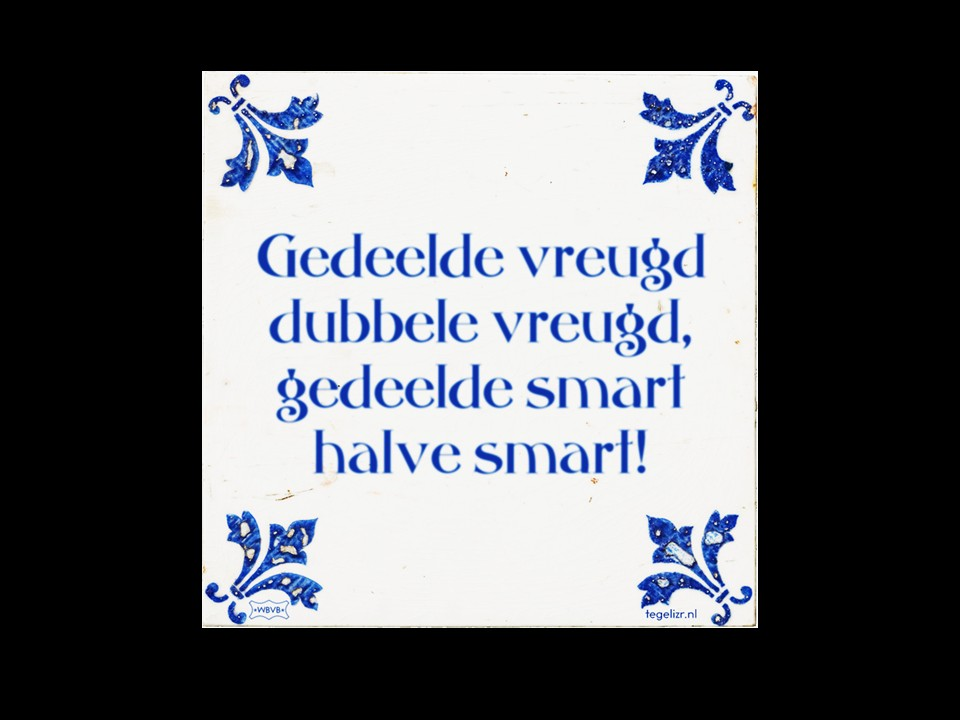 Gedeelde vreugd
dubbele vreugd,
gedeelde smart
halve smart!
*WBVB*
tegelizr.nl